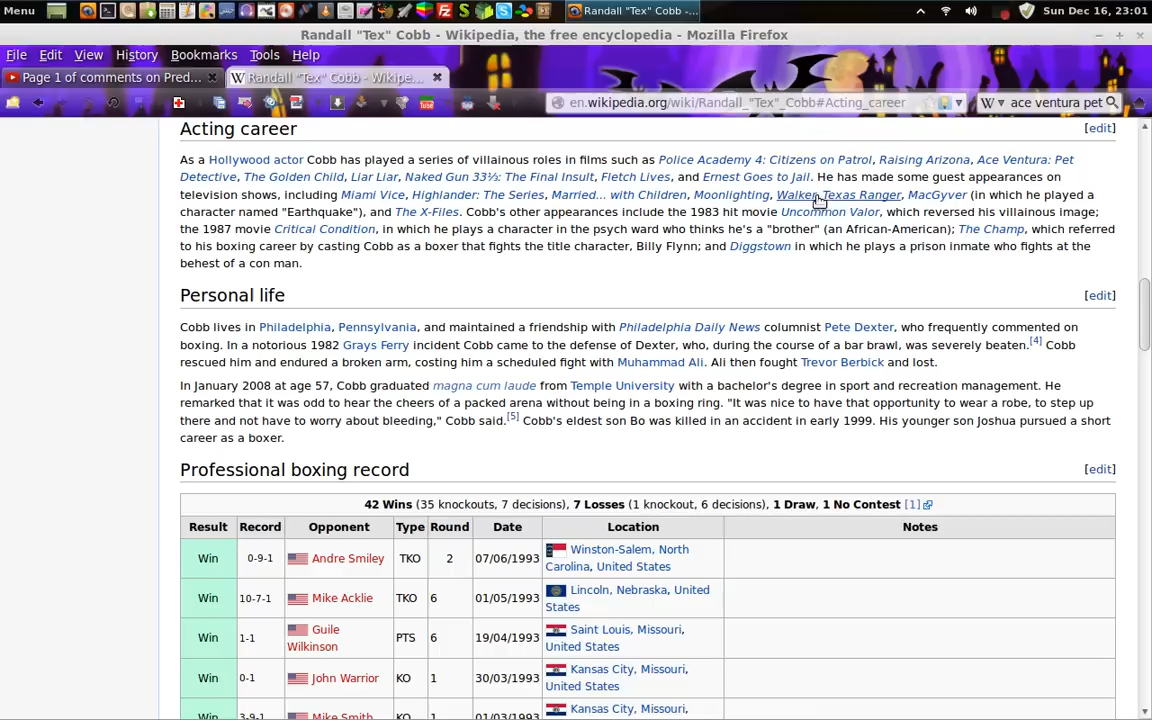 Menu
Randall "Tex" Cobb -...
Sun Dec 16, 23:01
Randall "Tex" Cobb - Wikipedia, the free encyclopedia - Mozilla Firefox
File Edit View History Bookmarks Tools Help
Page 1 of comments on Pred...
W Randall "Tex" Cobb - Wikipe...
en.wikipedia.org/wiki/Randall_"Tex"_Cobb#Acting_career
W ace ventura pet
Acting career [edit]
As a Hollywood actor Cobb has played a series of villainous roles in films such as Police Academy 4: Citizens on Patrol, Raising Arizona, Ace Ventura: Pet
Detective, The Golden Child, Liar Liar, Naked Gun 33⅓: The Final Insult, Fletch Lives, and Ernest Goes to Jail. He has made some guest appearances on
television shows, including Miami Vice, Highlander: The Series, Married... with Children, Moonlighting, Walker, Texas Ranger, MacGyver (in which he played a
character named "Earthquake"), and The X-Files. Cobb's other appearances include the 1983 hit movie Uncommon Valor, which reversed his villainous image;
the 1987 movie Critical Condition, in which he plays a character in the psych ward who thinks he's a "brother" (an African-American); The Champ, which referred
to his boxing career by casting Cobb as a boxer that fights the title character, Billy Flynn; and Diggstown in which he plays a prison inmate who fights at the
behest of a con man.
Personal life [edit]
Cobb lives in Philadelphia, Pennsylvania, and maintained a friendship with Philadelphia Daily News columnist Pete Dexter, who frequently commented on
boxing. In a notorious 1982 Grays Ferry incident Cobb came to the defense of Dexter, who, during the course of a bar brawl, was severely beaten.[4] Cobb
rescued him and endured a broken arm, costing him a scheduled fight with Muhammad Ali. Ali then fought Trevor Berbick and lost.
In January 2008 at age 57, Cobb graduated magna cum laude from Temple University with a bachelor's degree in sport and recreation management. He
remarked that it was odd to hear the cheers of a packed arena without being in a boxing ring. "It was nice to have that opportunity to wear a robe, to step up
there and not have to worry about bleeding," Cobb said.[5] Cobb's eldest son Bo was killed in an accident in early 1999. His younger son Joshua pursued a short
career as a boxer.
Professional boxing record [edit]
42 Wins (35 knockouts, 7 decisions), 7 Losses (1 knockout, 6 decisions), 1 Draw, 1 No Contest [1]
Result Record Opponent Type Round Date Location Notes
Win 0-9-1 Andre Smiley TKO 2 07/06/1993 Winston-Salem, North
Carolina, United States
Win 10-7-1 Mike Acklie TKO 6 01/05/1993 Lincoln, Nebraska, United
States
Win 1-1 Guile
Wilkinson PTS 6 19/04/1993 Saint Louis, Missouri,
United States
Win 0-1 John Warrior KO 1 30/03/1993 Kansas City, Missouri,
United States
Win 3-9-1 Mike Smith KO 1 01/03/1993 Kansas City, Missouri,